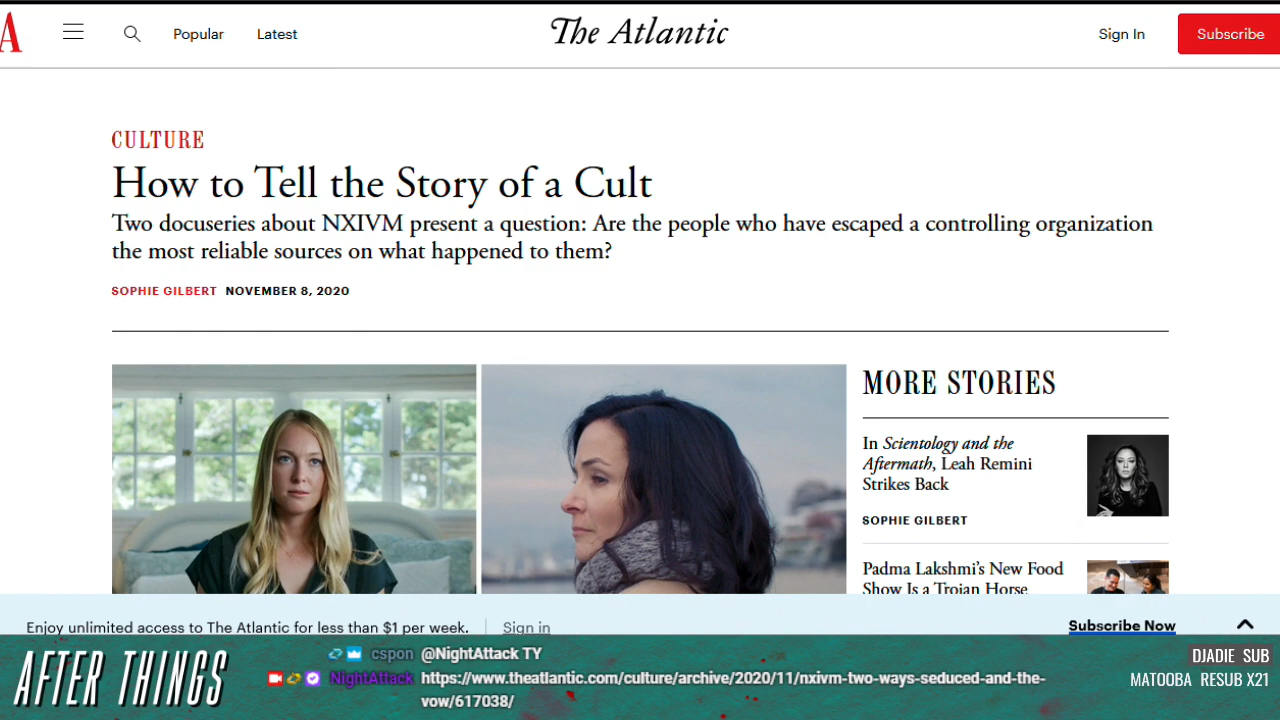 A
Popular
Latest
The Atlantic
Sign In
Subscribe
CULTURE
How to Tell the Story of a Cult
Two docuseries about NXIVM present a question: Are the people who have escaped a controlling organization
the most reliable sources on what happened to them?
SOPHIE GILBERT NOVEMBER 8, 2020
MORE STORIES
In Scientology and the
Aftermath, Leah Remini
Strikes Back
SOPHIE GILBERT
Padma Lakshmi's New Food
Show Is a Trojan Horse
Enjoy unlimited access to The Atlantic for less than $1 per week.
Sign in
Subscribe Now
AFTER THINGS
cspon @NightAttack TY
NightAttack https://www.theatlantic.com/culture/archive/2020/11/nxivm-two-ways-seduced-and-the-
vow/617038/
DJADIE SUB
MATOOBA RESUB X21